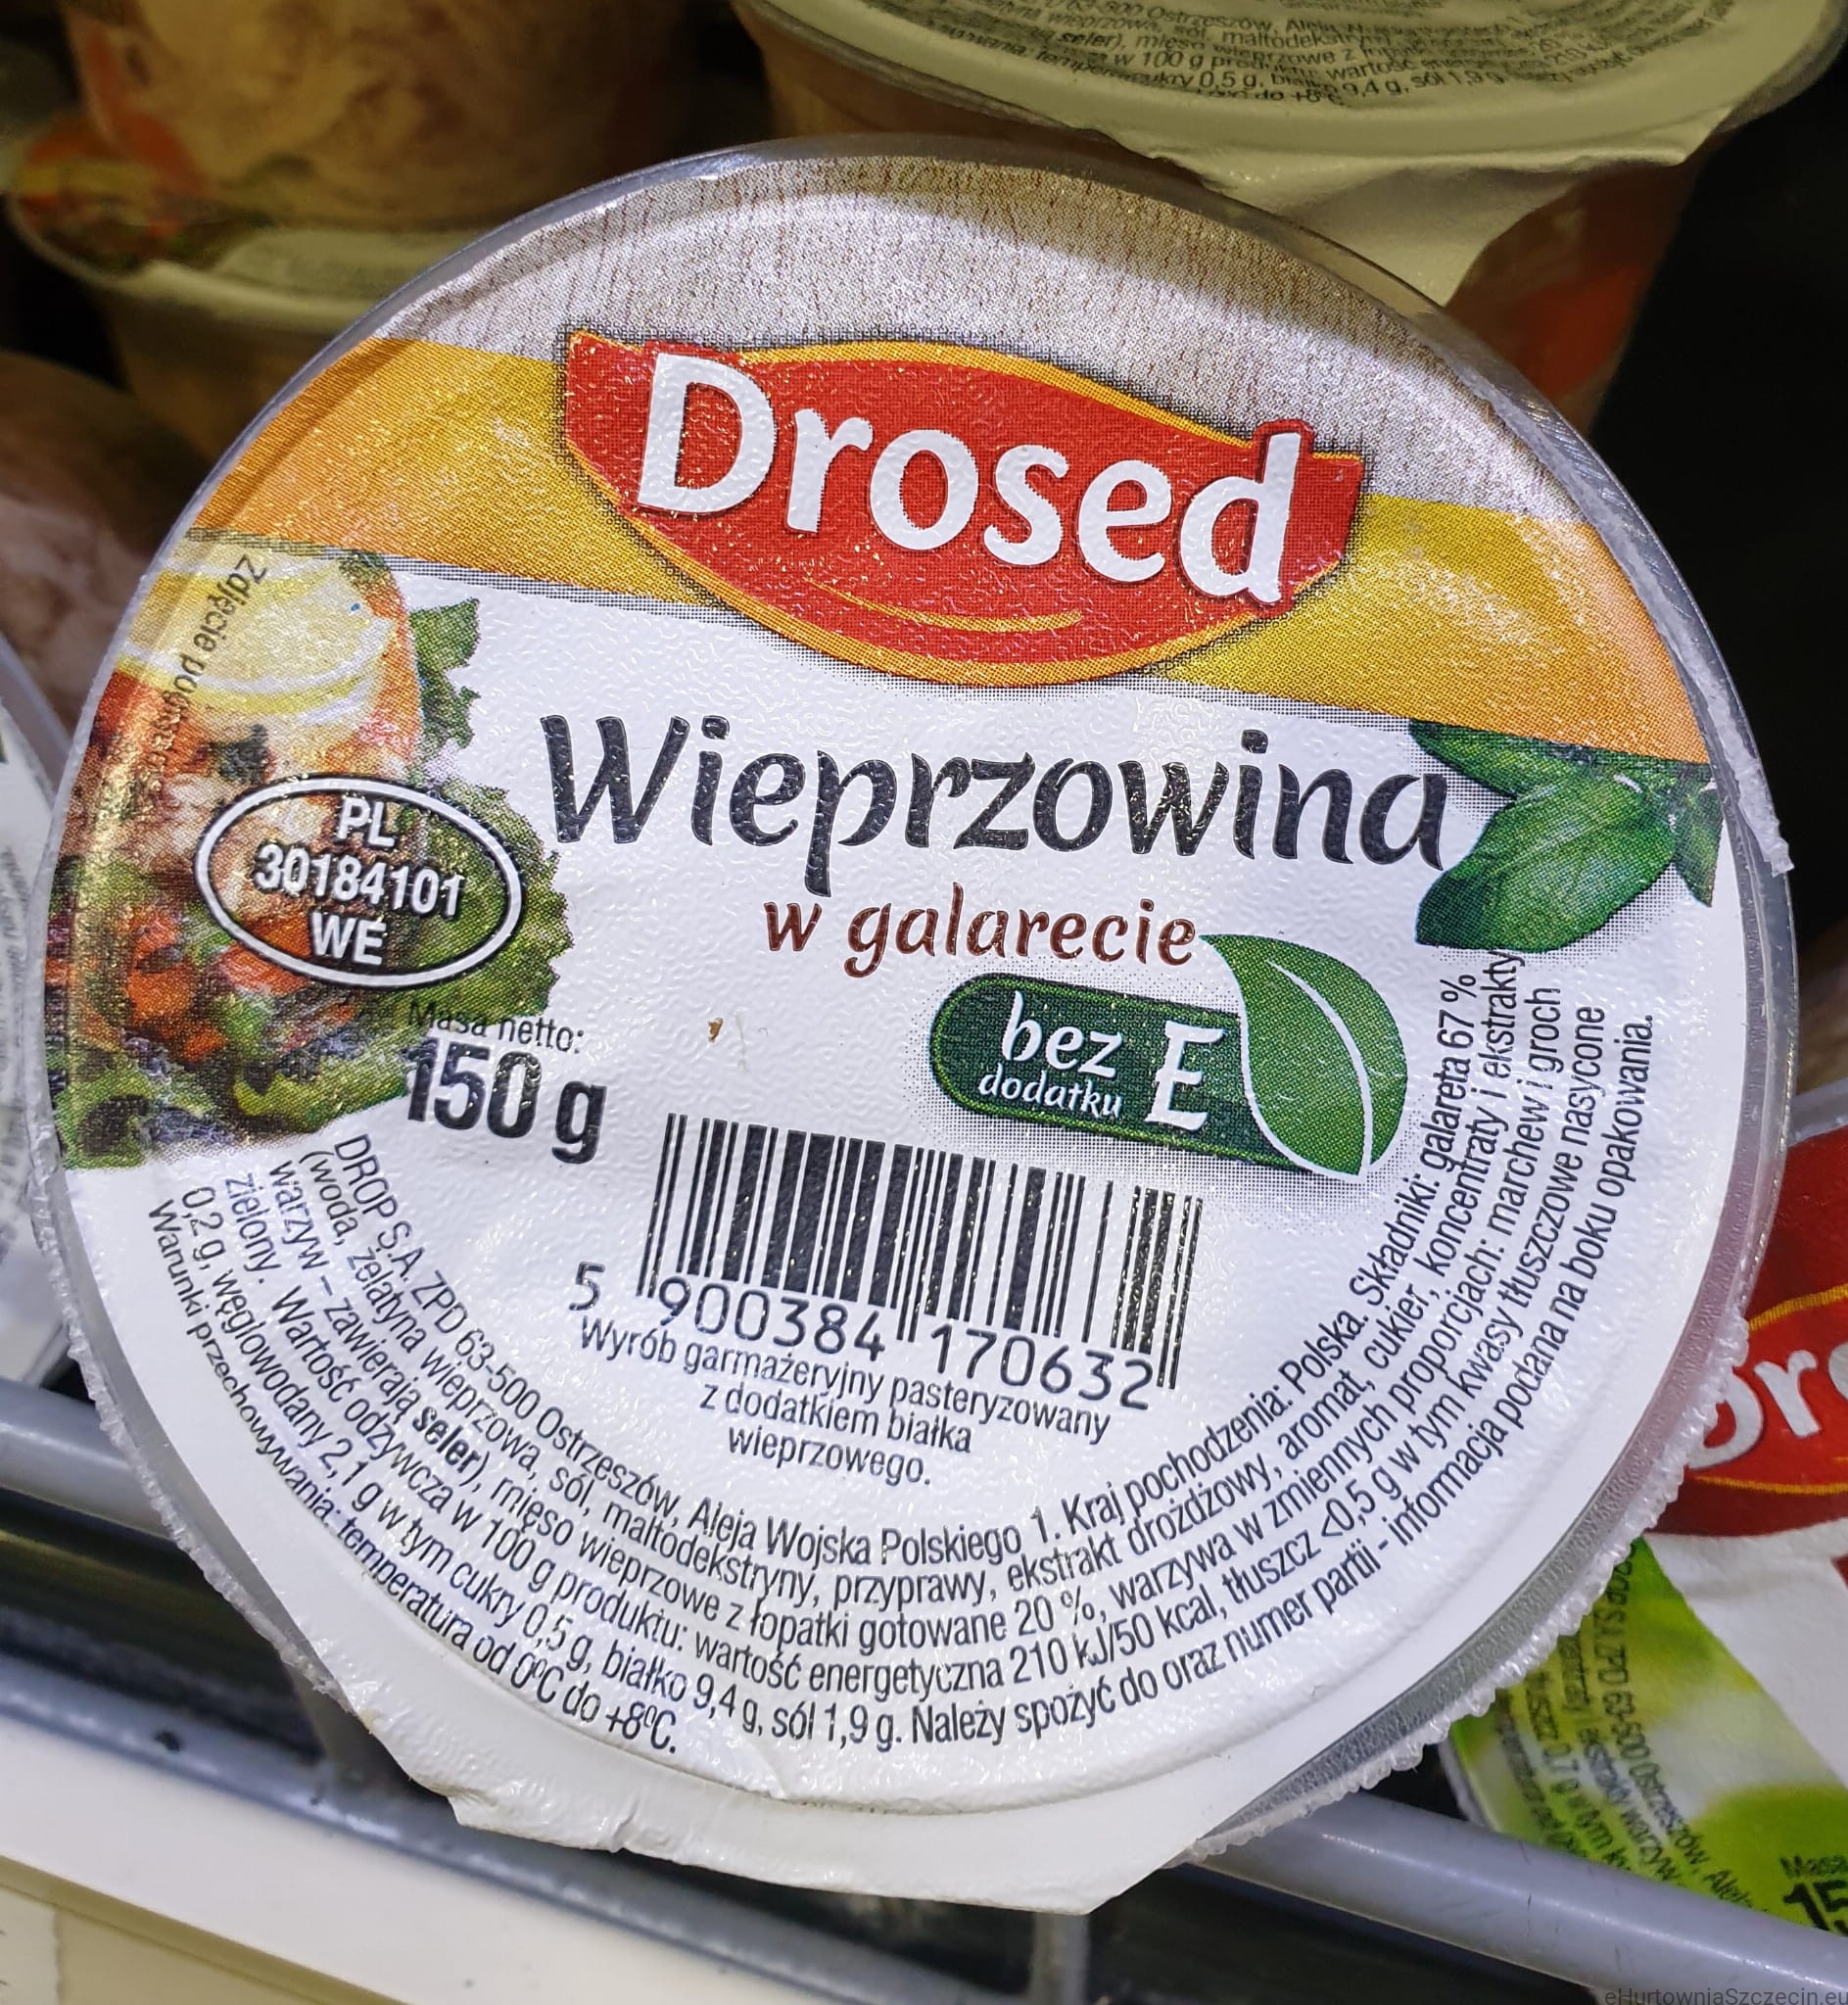 Drosed
Wieprzowina
w galarecie
bez
dodatku
E
Zdjęcie
PL
30184101
WE
Masa netto:
150 g
5 900384 170632
Wyrób garmażeryjny pasteryzowany
z dodatkiem białka
wieprzowego.
DROP S.A. ZPD 63-500 Ostrzeszów, Aleja Wojska Polskiego 1. Kraj pochodzenia: Polska. Składniki: galareta 67 %
(woda, żelatyna wieprzowa, sól, maltodekstryny, przyprawy, ekstrakt drożdżowy, aromat, cukier, koncentraty i ekstrakty
warzyw – zawierają seler), mięso wieprzowe z łopatki gotowane 20 %, warzywa w zmiennych proporcjach: marchew i groch
zielony. Wartość odżywcza w 100 g produktu: wartość energetyczna 210 kJ/50 kcal, tłuszcz <0,5 g w tym kwasy tłuszczowe nasycone
0,2 g, węglowodany 2,1 g w tym cukry 0,5 g, białko 9,4 g, sól 1,9 g. Należy spożyć do oraz numer partii - informacja podana na boku opakowania.
Warunki przechowywania: temperatura od 0ºC do +8ºC.
eHurtowniaSzczecin.eu